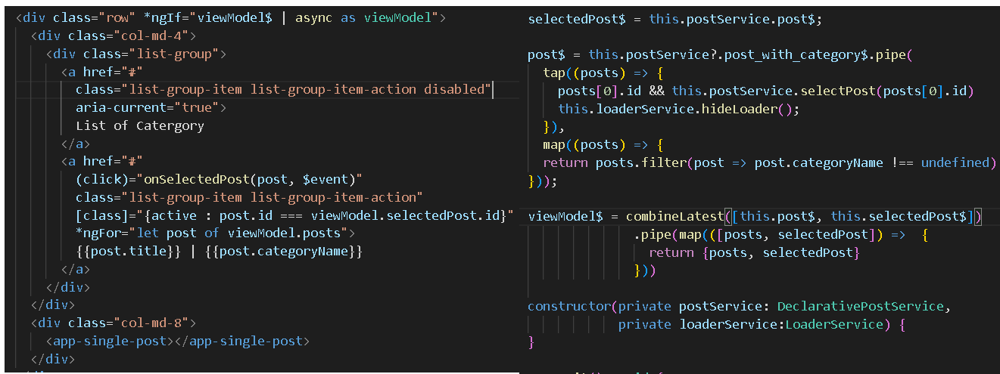 <div class="row" *ngIf="viewModel$ | async as viewModel">
<div class="col-md-4">
<div class="list-group">
<a href="#"
class="list-group-item list-group-item-action disabled"
aria-current="true">
List of Catergory
</a>
<a href="#"
(click)="onSelectedPost(post, $event)"
class="list-group-item list-group-item-action"
[class]="{active : post.id === viewModel.selectedPost.id}"
*ngFor="let post of viewModel.posts">
{{post.title}} | {{post.categoryName}}
</a>
</div>
</div>
<div class="col-md-8">
<app-single-post></app-single-post>
</div>
selectedPost$ = this.postService.post$;
post$ = this.postService?.post_with_category$.pipe(
tap((posts) => {
posts[0].id && this.postService.selectPost(posts[0].id)
this.loaderService.hideLoader();
}),
map((posts) => {
return posts.filter(post => post.categoryName !== undefined)
}));
viewModel$ = combineLatest([this.post$, this.selectedPost$])
.pipe(map(([posts, selectedPost]) => {
return {posts, selectedPost}
}))
constructor(private postService: DeclarativePostService,
private loaderService:LoaderService) {
}